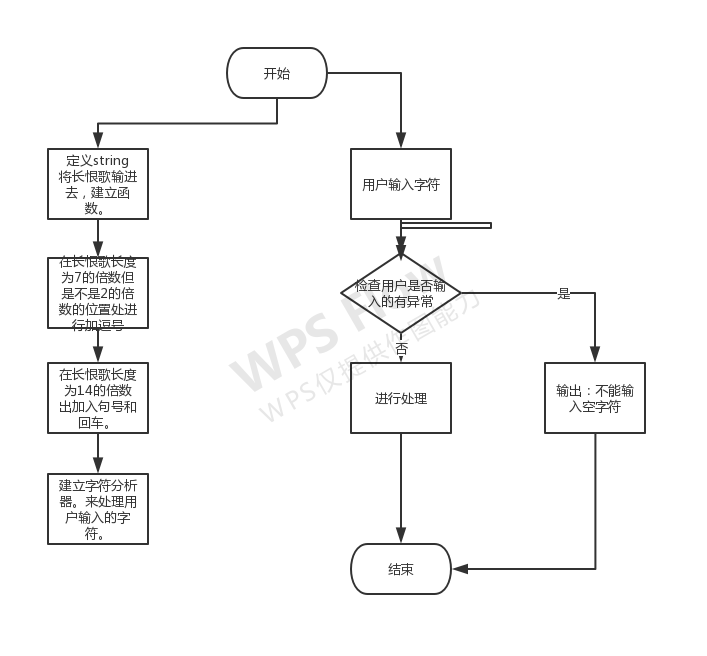 开始
定义string
将长恨歌输进
去，建立函
数。
在长恨歌长度
为7的倍数但
是不是2的倍
数的位置处进
行加逗号
在长恨歌长度
为14的倍数
出加入句号和
回车。
建立字符分析
器。来处理用
户输入的字
符。
用户输入字符
检查用户是否输
入的有异常
是
否
进行处理
输出：不能输
入空字符
结束
WPS Flow
WPS仅提供作图能力